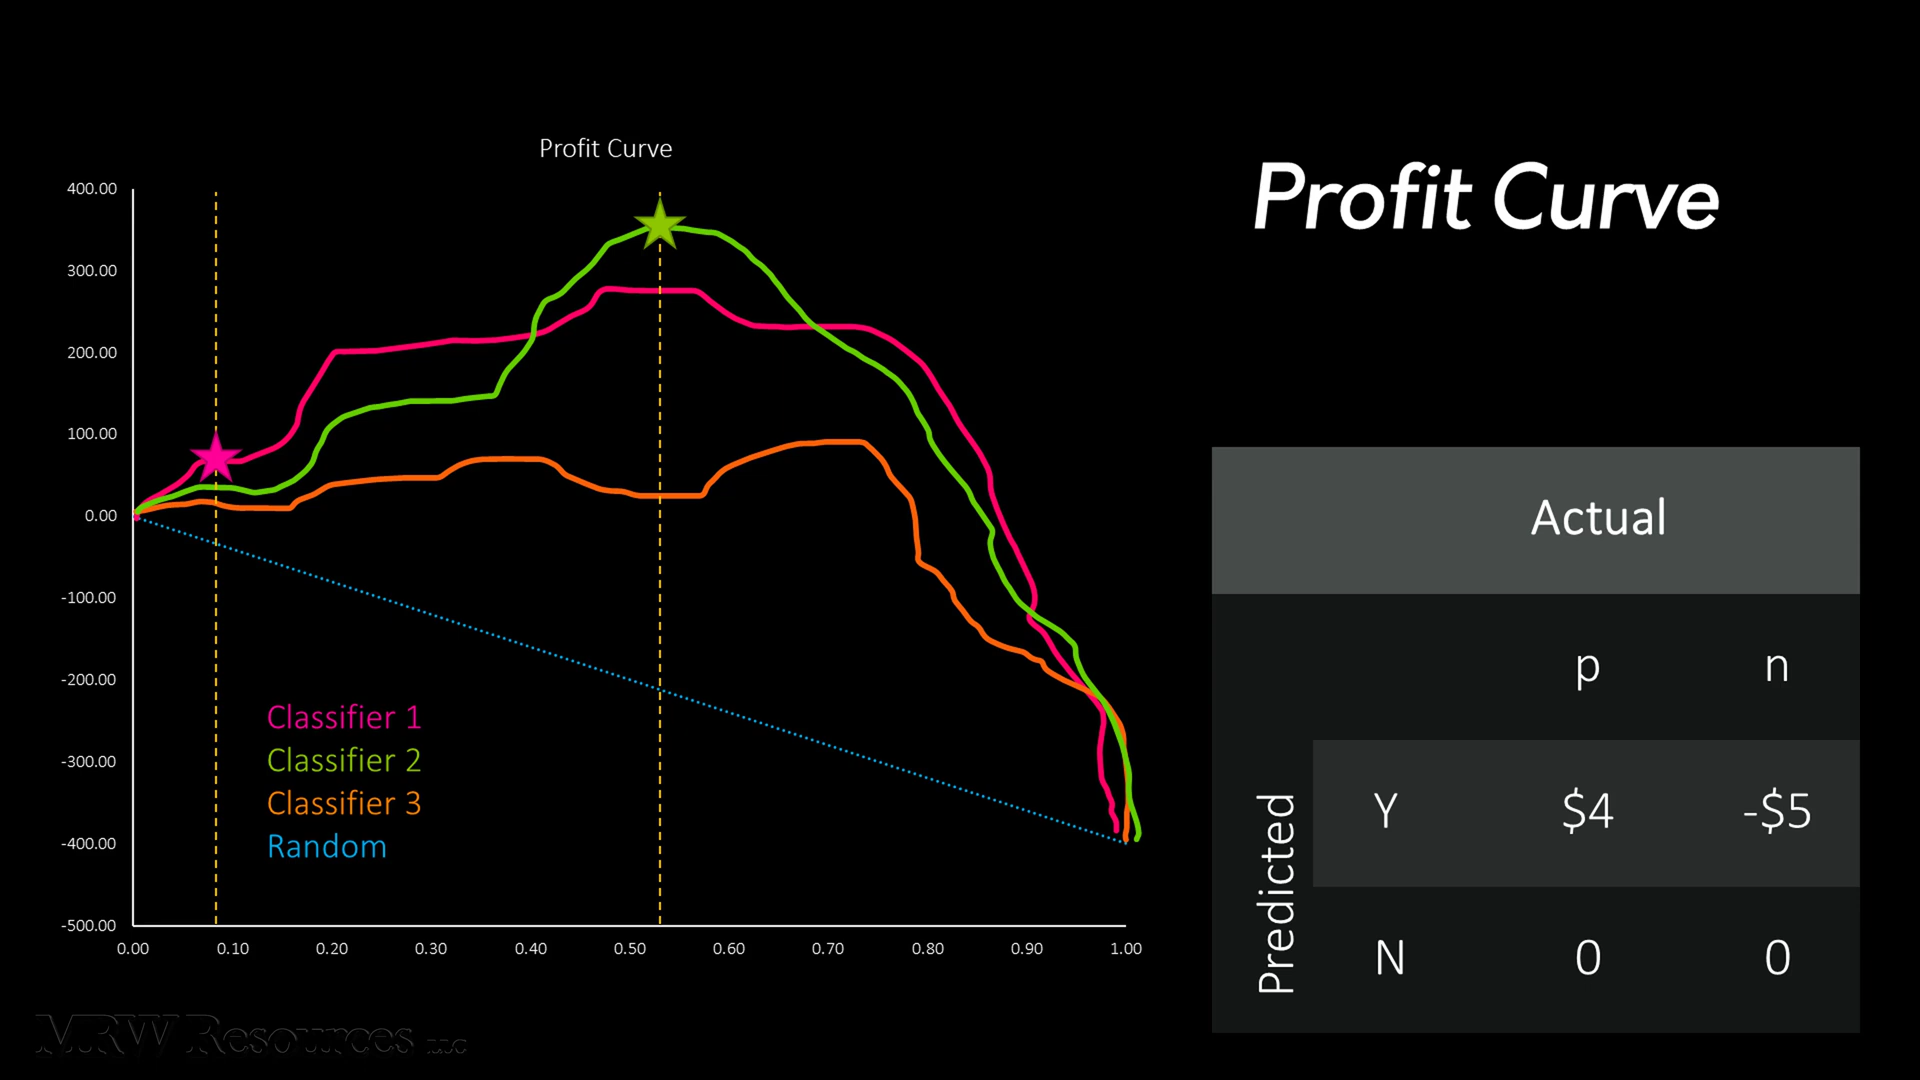 Profit Curve
Profit Curve
400.00
300.00
200.00
100.00
0.00
-100.00
-200.00
-300.00
-400.00
-500.00
0.00 0.10 0.20 0.30 0.40 0.50 0.60 0.70 0.80 0.90 1.00
Classifier 1
Classifier 2
Classifier 3
Random
Actual
p n
Predicted
Y $4 -$5
N 0 0
MRW Resources LLC